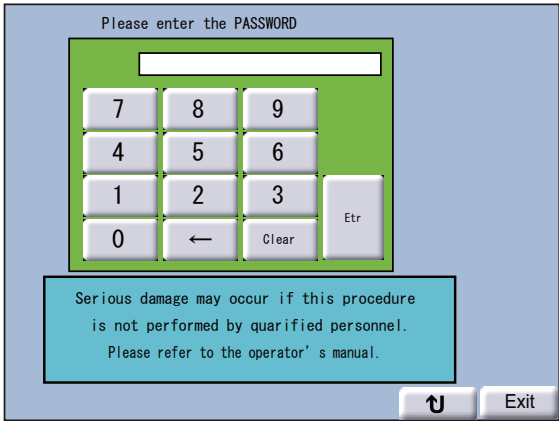 Please enter the PASSWORD
7 8 9
4 5 6
1 2 3
Etr
0 ← Clear
Serious damage may occur if this procedure
is not performed by quarified personnel.
Please refer to the operator's manual.
Exit